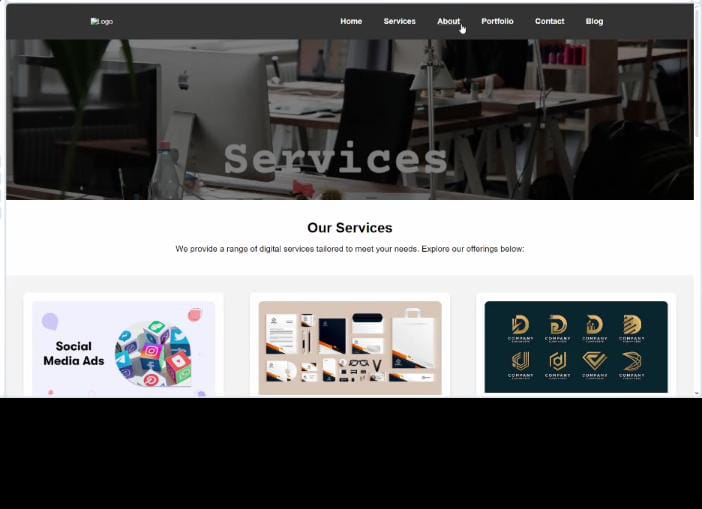 Logo
Home Services About Portfolio Contact Blog
Services
Our Services
We provide a range of digital services tailored to meet your needs. Explore our offerings below:
Social
Media Ads
COMPANY COMPANY COMPANY COMPANY
COMPANY COMPANY COMPANY COMPANY